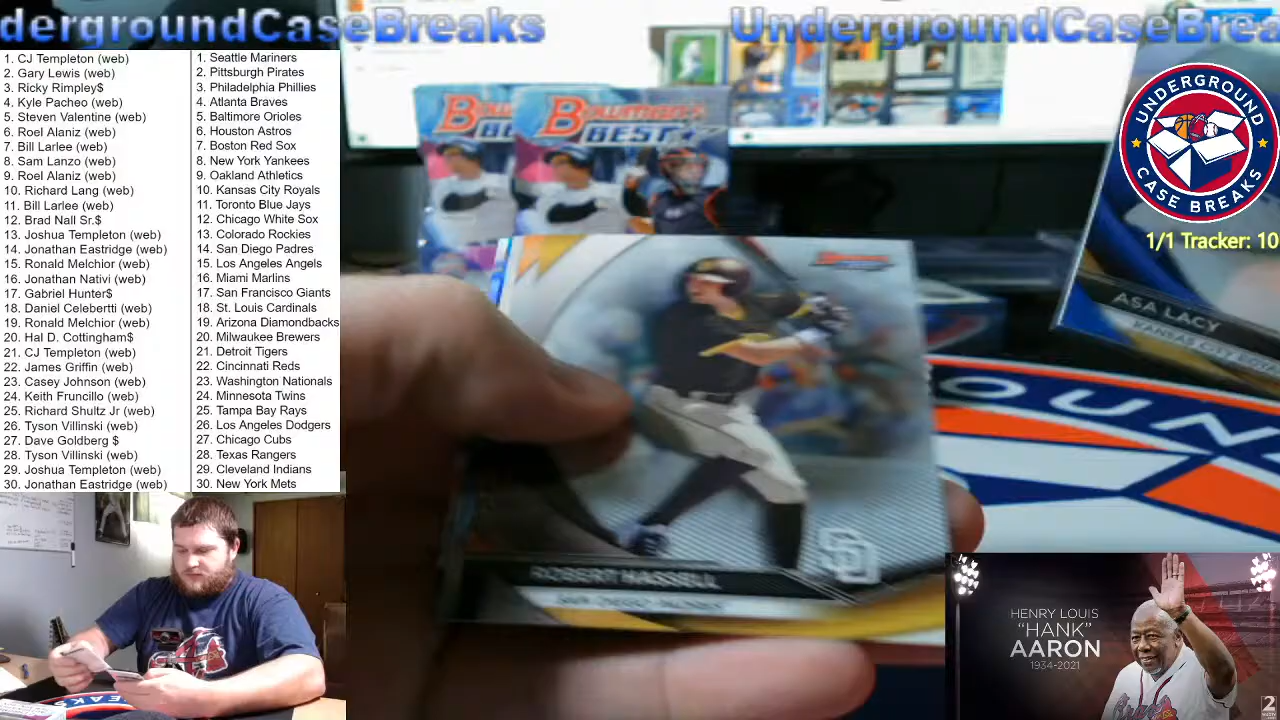 dergroundCaseBreaks
UndergroundCaseBrea
1. CJ Templeton (web)
2. Gary Lewis (web)
3. Ricky Rimpley$
4. Kyle Pacheo (web)
5. Steven Valentine (web)
6. Roel Alaniz (web)
7. Bill Larlee (web)
8. Sam Lanzo (web)
9. Roel Alaniz (web)
10. Richard Lang (web)
11. Bill Larlee (web)
12. Brad Nall Sr.$
13. Joshua Templeton (web)
14. Jonathan Eastridge (web)
15. Ronald Melchior (web)
16. Jonathan Nativi (web)
17. Gabriel Hunter$
18. Daniel Celebertti (web)
19. Ronald Melchior (web)
20. Hal D. Cottingham$
21. CJ Templeton (web)
22. James Griffin (web)
23. Casey Johnson (web)
24. Keith Fruncillo (web)
25. Richard Shultz Jr (web)
26. Tyson Villinski (web)
27. Dave Goldberg $
28. Tyson Villinski (web)
29. Joshua Templeton (web)
30. Jonathan Eastridge (web)
1. Seattle Mariners
2. Pittsburgh Pirates
3. Philadelphia Phillies
4. Atlanta Braves
5. Baltimore Orioles
6. Houston Astros
7. Boston Red Sox
8. New York Yankees
9. Oakland Athletics
10. Kansas City Royals
11. Toronto Blue Jays
12. Chicago White Sox
13. Colorado Rockies
14. San Diego Padres
15. Los Angeles Angels
16. Miami Marlins
17. San Francisco Giants
18. St. Louis Cardinals
19. Arizona Diamondbacks
20. Milwaukee Brewers
21. Detroit Tigers
22. Cincinnati Reds
23. Washington Nationals
24. Minnesota Twins
25. Tampa Bay Rays
26. Los Angeles Dodgers
27. Chicago Cubs
28. Texas Rangers
29. Cleveland Indians
30. New York Mets
BOWMAN'S
BEST
UNDERGROUND
CASE BREAKS
1/1 Tracker: 10
ASA LACY
KANSAS CITY ROYA
ROBERT HASSELL
SD
OUN
HENRY LOUIS
"HANK"
AARON
1934-2021
2